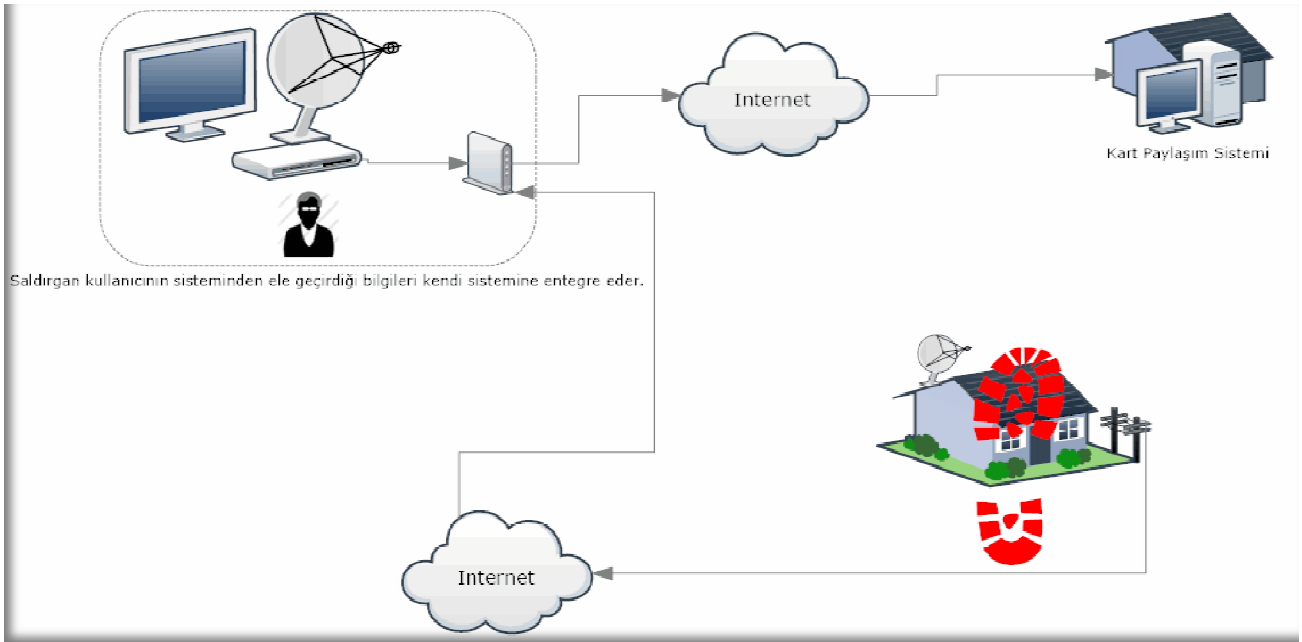 Internet
Kart Paylaşım Sistemi
Saldırgan kullanıcının sisteminden ele geçirdiği bilgileri kendi sistemine entegre eder.
Internet